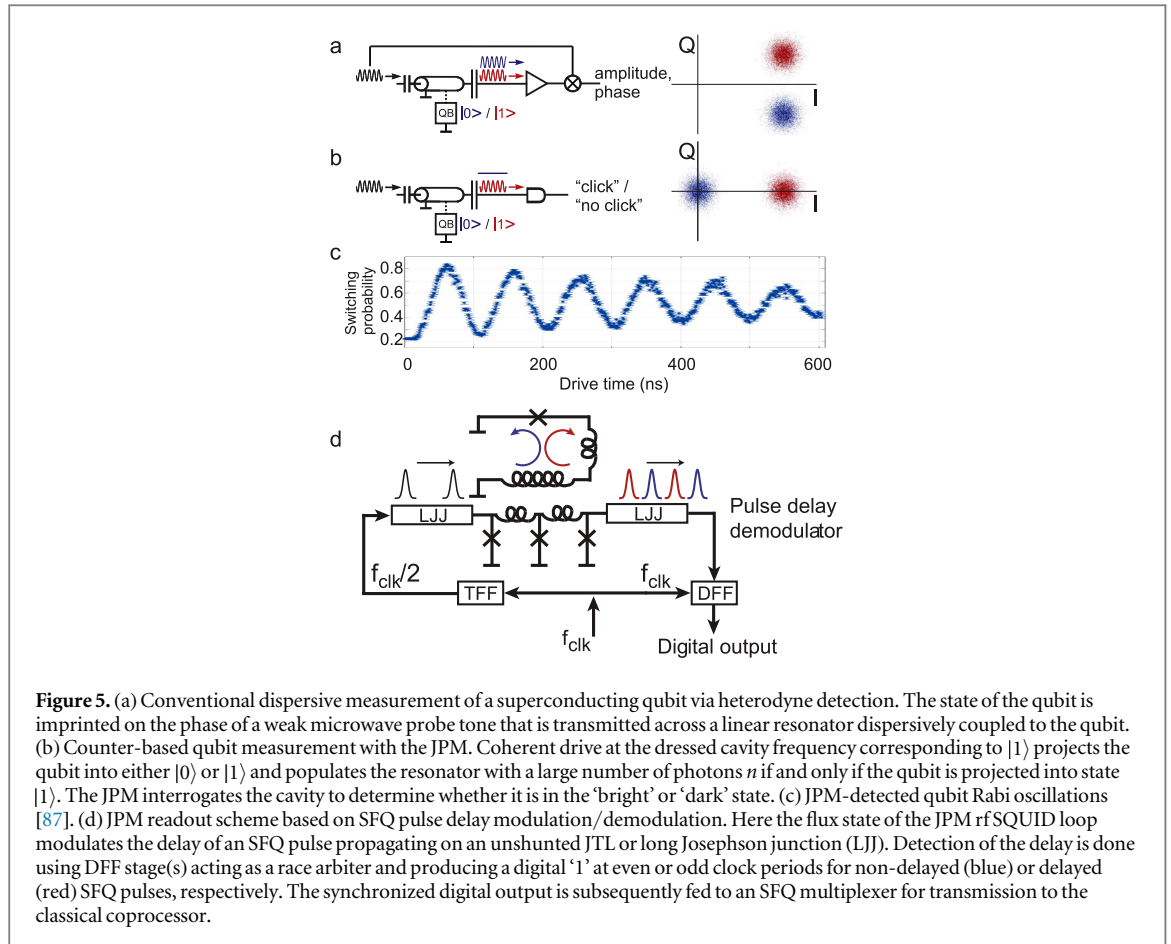 a
Q
amplitude,
phase
I
QB
|0> / |1>
b
Q
"click" /
"no click"
I
QB
|0> / |1>
c
Switching
probability
0.8
0.6
0.4
0.2
0
200
400
600
Drive time (ns)
d
LJJ
LJJ
Pulse delay
demodulator
fclk/2
fclk
TFF
DFF
fclk
Digital output
Figure 5. (a) Conventional dispersive measurement of a superconducting qubit via heterodyne detection. The state of the qubit is
imprinted on the phase of a weak microwave probe tone that is transmitted across a linear resonator dispersively coupled to the qubit.
(b) Counter-based qubit measurement with the JPM. Coherent drive at the dressed cavity frequency corresponding to |1⟩ projects the
qubit into either |0⟩ or |1⟩ and populates the resonator with a large number of photons n if and only if the qubit is projected into state
|1⟩. The JPM interrogates the cavity to determine whether it is in the 'bright' or 'dark' state. (c) JPM-detected qubit Rabi oscillations
[87]. (d) JPM readout scheme based on SFQ pulse delay modulation/demodulation. Here the flux state of the JPM rf SQUID loop
modulates the delay of an SFQ pulse propagating on an unshunted JTL or long Josephson junction (LJJ). Detection of the delay is done
using DFF stage(s) acting as a race arbiter and producing a digital '1' at even or odd clock periods for non-delayed (blue) or delayed
(red) SFQ pulses, respectively. The synchronized digital output is subsequently fed to an SFQ multiplexer for transmission to the
classical coprocessor.